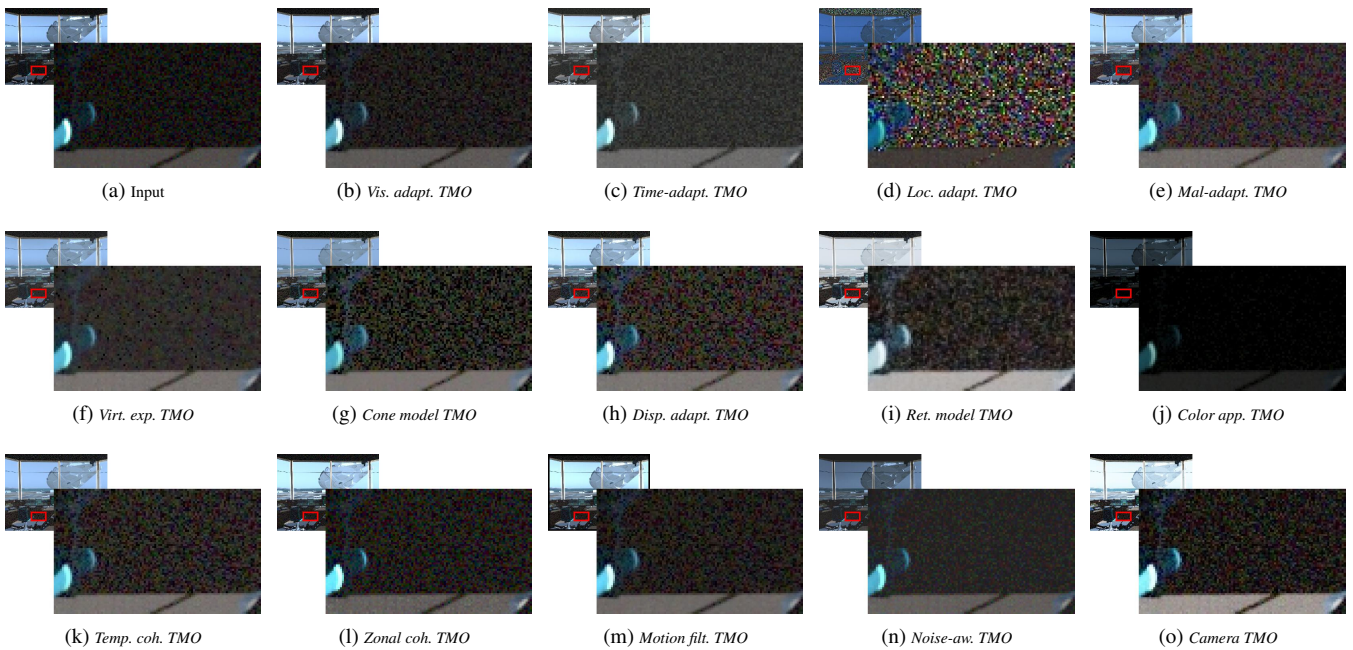 (a) Input
(b) Vis. adapt. TMO
(c) Time-adapt. TMO
(d) Loc. adapt. TMO
(e) Mal-adapt. TMO
(f) Virt. exp. TMO
(g) Cone model TMO
(h) Disp. adapt. TMO
(i) Ret. model TMO
(j) Color app. TMO
(k) Temp. coh. TMO
(l) Zonal coh. TMO
(m) Motion filt. TMO
(n) Noise-aw. TMO
(o) Camera TMO